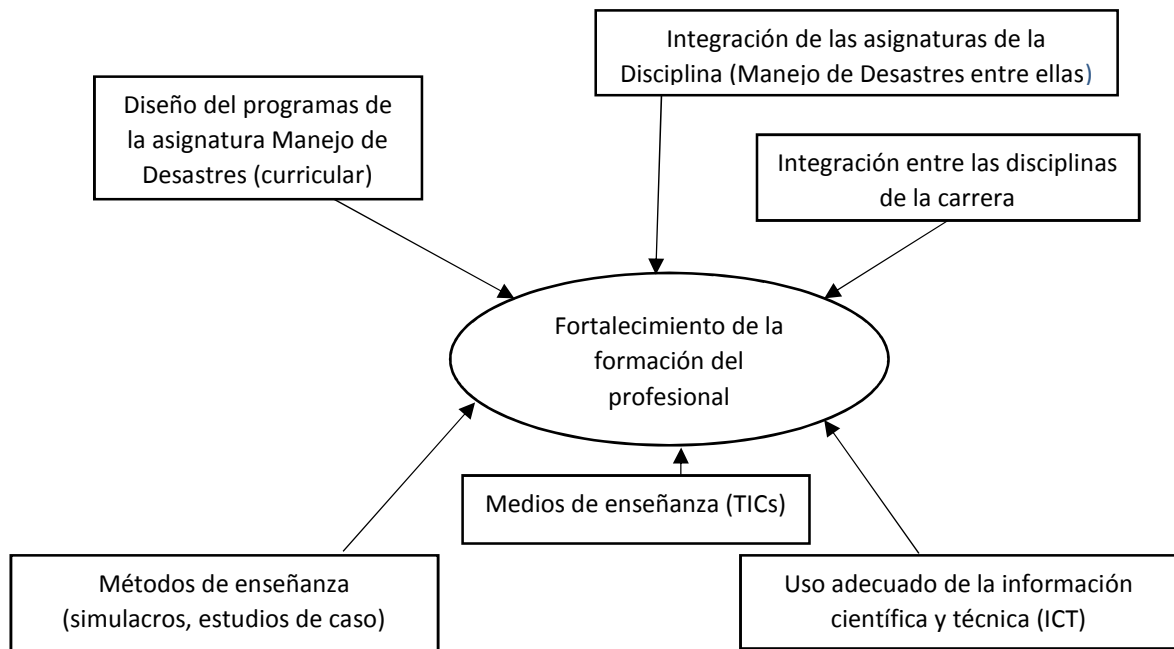 Integración de las asignaturas de la
Disciplina (Manejo de Desastres entre ellas)
Diseño del programas de
la asignatura Manejo de
Desastres (curricular)
Integración entre las disciplinas
de la carrera
Fortalecimiento de la
formación del
profesional
Medios de enseñanza (TICs)
Métodos de enseñanza
(simulacros, estudios de caso)
Uso adecuado de la información
científica y técnica (ICT)